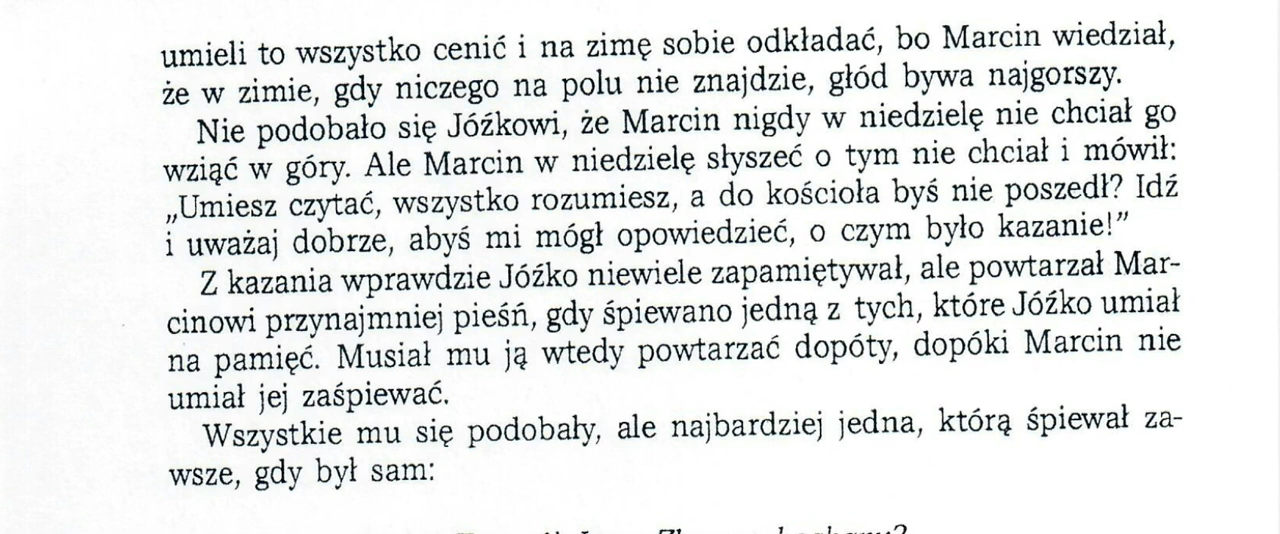 umieli to wszystko cenić i na zimę sobie odkładać, bo Marcin wiedział,
że w zimie, gdy niczego na polu nie znajdzie, głód bywa najgorszy.
Nie podobało się Jóźkowi, że Marcin nigdy w niedzielę nie chciał go
wziąć w góry. Ale Marcin w niedzielę słyszeć o tym nie chciał i mówił:
„Umiesz czytać, wszystko rozumiesz, a do kościoła byś nie poszedł? Idź
i uważaj dobrze, abyś mi mógł opowiedzieć, o czym było kazanie!”
Z kazania wprawdzie Jóźko niewiele zapamiętywał, ale powtarzał Mar-
cinowi przynajmniej pieśń, gdy śpiewano jedną z tych, które Jóźko umiał
na pamięć. Musiał mu ją wtedy powtarzać dopóty, dopóki Marcin nie
umiał jej zaśpiewać.
Wszystkie mu się podobały, ale najbardziej jedna, którą śpiewał za-
wsze, gdy był sam: